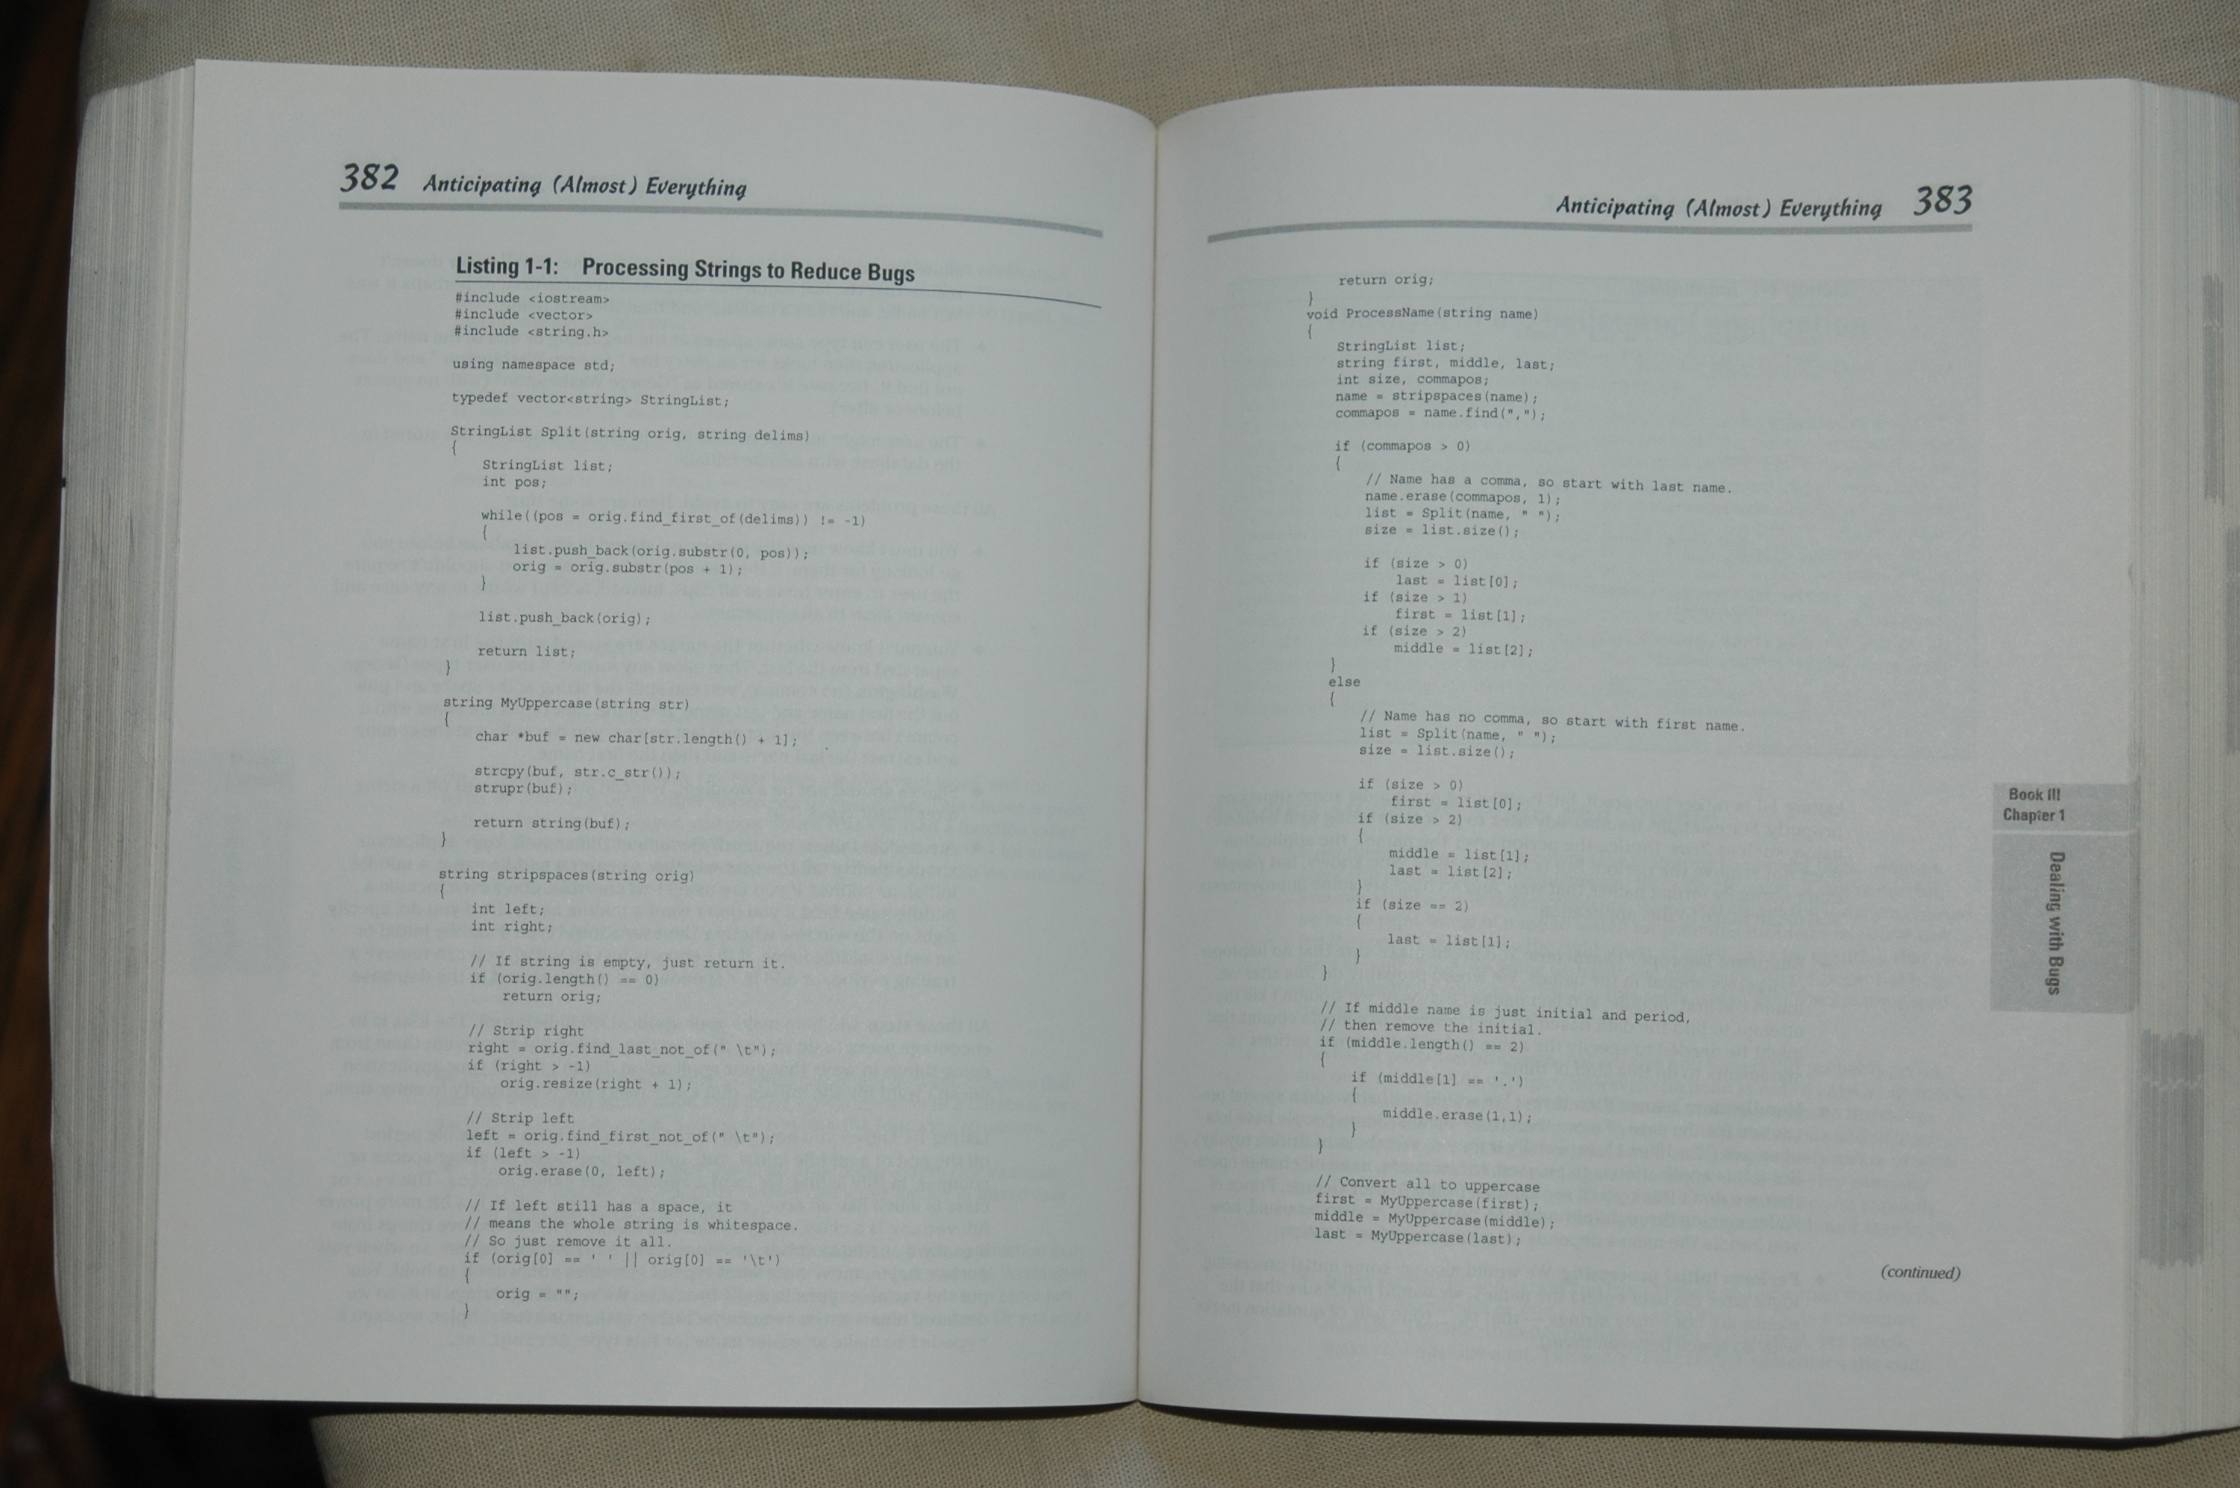 382 Anticipating (Almost) Everything
Listing 1-1: Processing Strings to Reduce Bugs
#include <iostream>
#include <vector>
#include <string.h>

using namespace std;

typedef vector<string> StringList;

StringList Split(string orig, string delims)
{
    StringList list;
    int pos;

    while((pos = orig.find_first_of(delims)) != -1)
    {
        list.push_back(orig.substr(0, pos));
        orig = orig.substr(pos + 1);
    }

    list.push_back(orig);

    return list;
}

string MyUppercase(string str)
{
    char *buf = new char[str.length() + 1];

    strcpy(buf, str.c_str());
    strupr(buf);

    return string(buf);
}

string stripspaces(string orig)
{
    int left;
    int right;

    // If string is empty, just return it.
    if (orig.length() == 0)
        return orig;

    // Strip right
    right = orig.find_last_not_of(" \t");
    if (right > -1)
        orig.resize(right + 1);

    // Strip left
    left = orig.find_first_not_of(" \t");
    if (left > -1)
        orig.erase(0, left);

    // If left still has a space, it
    // means the whole string is whitespace.
    // So just remove it all.
    if (orig[0] == ' ' || orig[0] == '\t')
    {
        orig = "";
    }

Anticipating (Almost) Everything 383
    return orig;
}
void ProcessName(string name)
{
    StringList list;
    string first, middle, last;
    int size, commapos;
    name = stripspaces(name);
    commapos = name.find(",");

    if (commapos > 0)
    {
        // Name has a comma, so start with last name.
        name.erase(commapos, 1);
        list = Split(name, " ");
        size = list.size();

        if (size > 0)
            last = list[0];
        if (size > 1)
            first = list[1];
        if (size > 2)
            middle = list[2];
    }
    else
    {
        // Name has no comma, so start with first name.
        list = Split(name, " ");
        size = list.size();

        if (size > 0)
            first = list[0];
        if (size > 2)
        {
            middle = list[1];
            last = list[2];
        }
        if (size == 2)
        {
            last = list[1];
        }
    }

    // If middle name is just initial and period,
    // then remove the initial.
    if (middle.length() == 2)
    {
        if (middle[1] == '.')
        {
            middle.erase(1,1);
        }
    }

    // Convert all to uppercase
    first = MyUppercase(first);
    middle = MyUppercase(middle);
    last = MyUppercase(last);
(continued)
Book III
Chapter 1
Dealing with Bugs